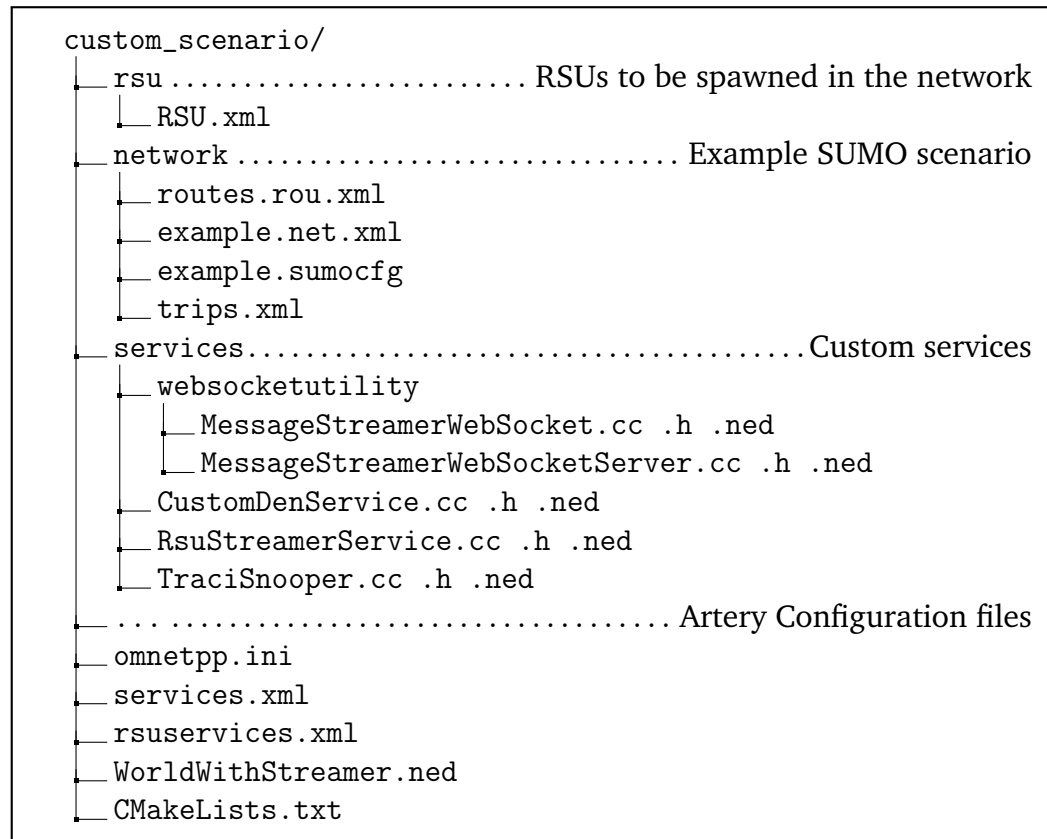 custom_scenario/
rsu .......................... RSUs to be spawned in the network
RSU.xml
network ................................ Example SUMO scenario
routes.rou.xml
example.net.xml
example.sumocfg
trips.xml
services........................................Custom services
websocketutility
MessageStreamerWebSocket.cc .h .ned
MessageStreamerWebSocketServer.cc .h .ned
CustomDenService.cc .h .ned
RsuStreamerService.cc .h .ned
TraciSnooper.cc .h .ned
... .................................... Artery Configuration files
omnetpp.ini
services.xml
rsuservices.xml
WorldWithStreamer.ned
CMakeLists.txt